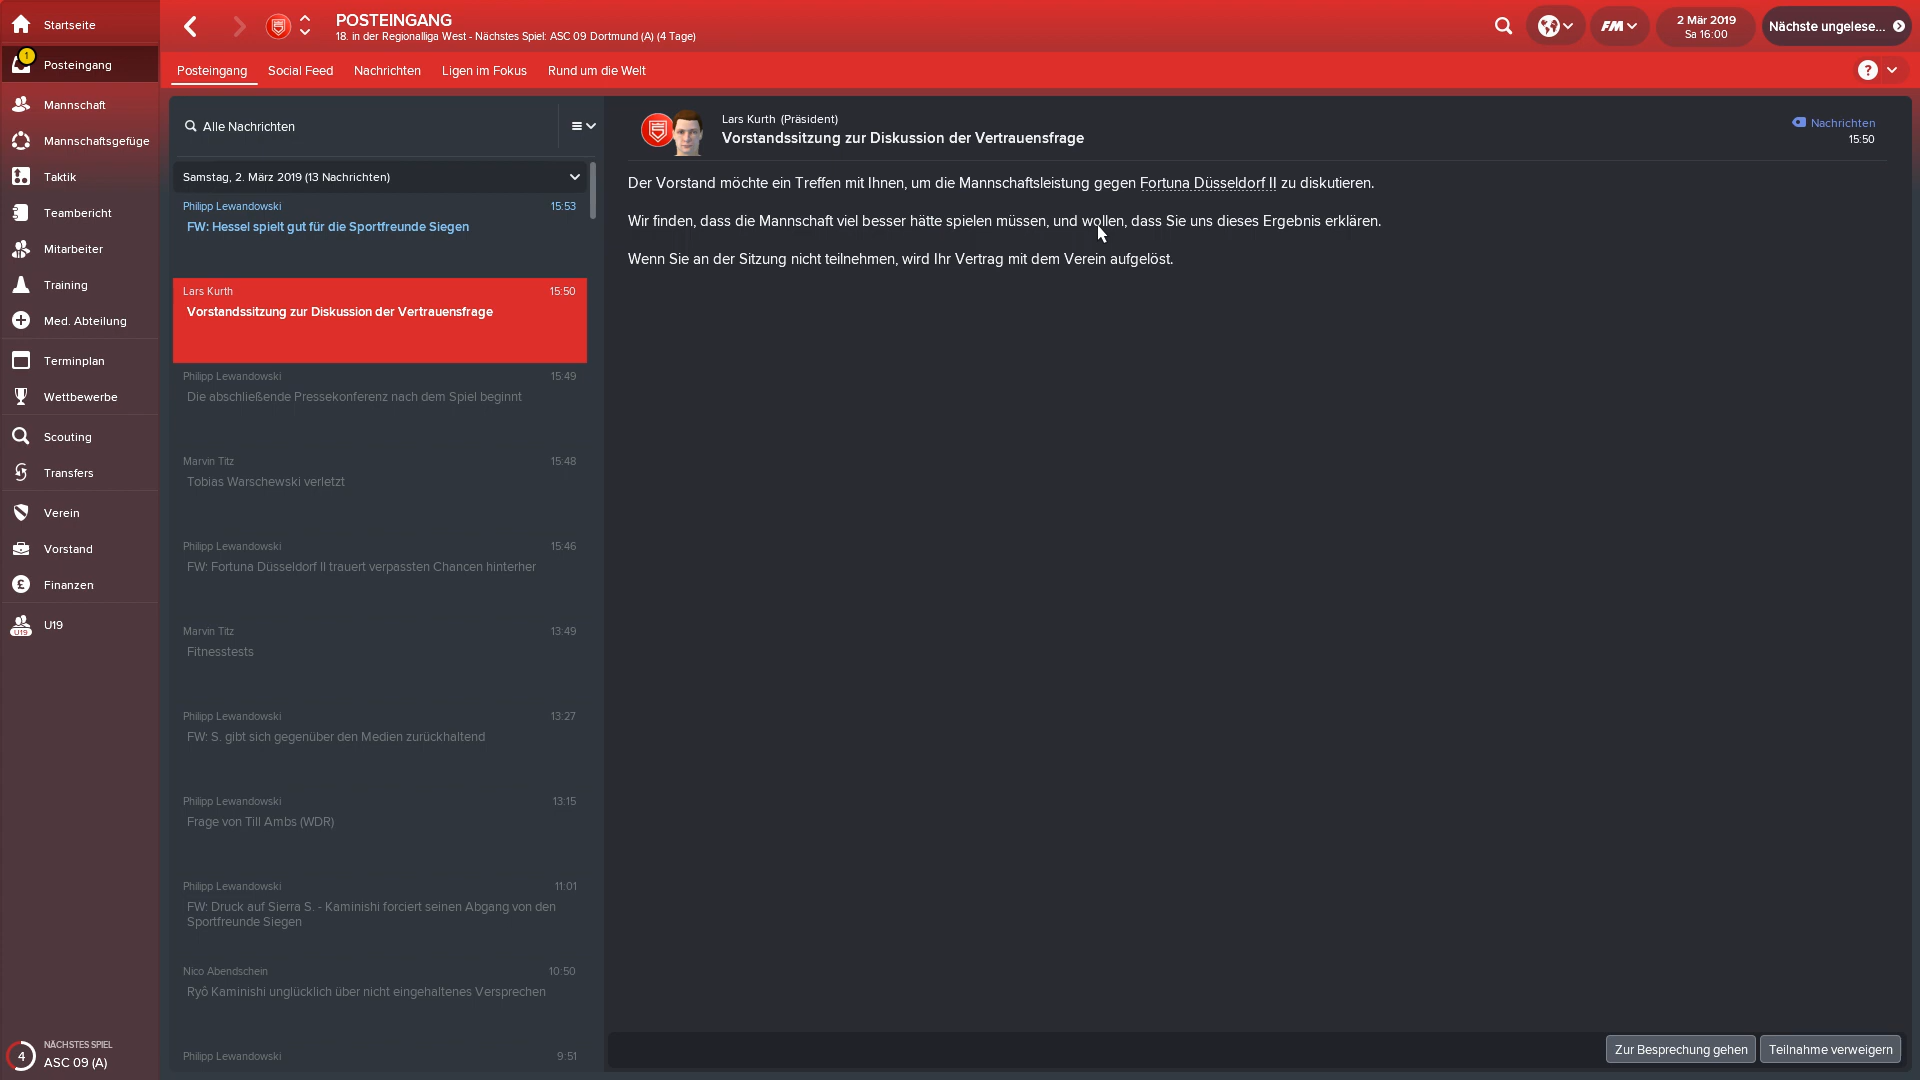 Startseite
1
Posteingang
Mannschaft
Mannschaftsgefüge
Taktik
Teambericht
Mitarbeiter
Training
Med. Abteilung
Terminplan
Wettbewerbe
Scouting
Transfers
Verein
Vorstand
Finanzen
U19
U19
NÄCHSTES SPIEL
4
ASC 09 (A)
POSTEINGANG
18. in der Regionalliga West - Nächstes Spiel: ASC 09 Dortmund (A) (4 Tage)
FM
2 Mär 2019
Sa 16:00
Nächste ungelese...
Posteingang Social Feed Nachrichten Ligen im Fokus Rund um die Welt
?
Alle Nachrichten
Samstag, 2. März 2019 (13 Nachrichten)
Philipp Lewandowski 15:53
FW: Hessel spielt gut für die Sportfreunde Siegen
Lars Kurth 15:50
Vorstandssitzung zur Diskussion der Vertrauensfrage
Philipp Lewandowski 15:49
Die abschließende Pressekonferenz nach dem Spiel beginnt
Marvin Titz 15:48
Tobias Warschewski verletzt
Philipp Lewandowski 15:46
FW: Fortuna Düsseldorf II trauert verpassten Chancen hinterher
Marvin Titz 13:49
Fitnesstests
Philipp Lewandowski 13:27
FW: S. gibt sich gegenüber den Medien zurückhaltend
Philipp Lewandowski 13:15
Frage von Till Ambs (WDR)
Philipp Lewandowski 11:01
FW: Druck auf Sierra S. - Kaminishi forciert seinen Abgang von den
Sportfreunde Siegen
Nico Abendschein 10:50
Ryô Kaminishi unglücklich über nicht eingehaltenes Versprechen
Philipp Lewandowski 9:51
Lars Kurth (Präsident)
Vorstandssitzung zur Diskussion der Vertrauensfrage
Nachrichten
15:50
Der Vorstand möchte ein Treffen mit Ihnen, um die Mannschaftsleistung gegen Fortuna Düsseldorf II zu diskutieren.
Wir finden, dass die Mannschaft viel besser hätte spielen müssen, und wollen, dass Sie uns dieses Ergebnis erklären.
Wenn Sie an der Sitzung nicht teilnehmen, wird Ihr Vertrag mit dem Verein aufgelöst.
Zur Besprechung gehen
Teilnahme verweigern